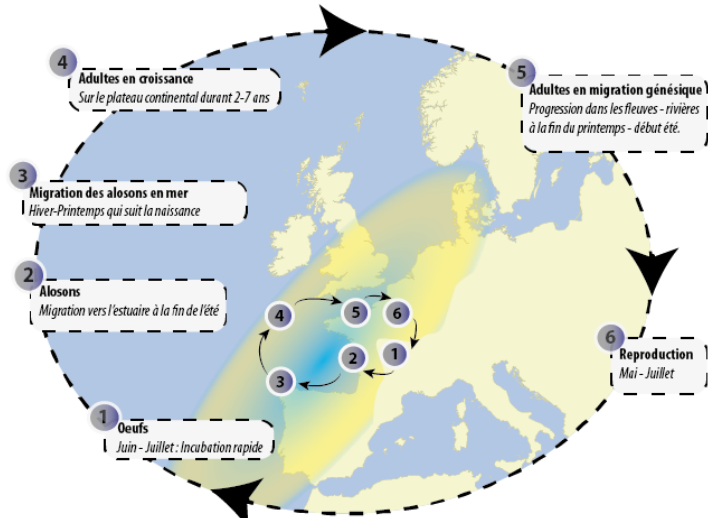 4
Adultes en croissance
Sur le plateau continental durant 2-7 ans
5
Adultes en migration génésique
Progression dans les fleuves - rivières
à la fin du printemps - début été.
3
Migration des alosons en mer
Hiver-Printemps qui suit la naissance
2
Alosons
Migration vers l'estuaire à la fin de l'été
4
5
6
3
2
1
6
Reproduction
Mai - Juillet
1
Oeufs
Juin - Juillet : Incubation rapide